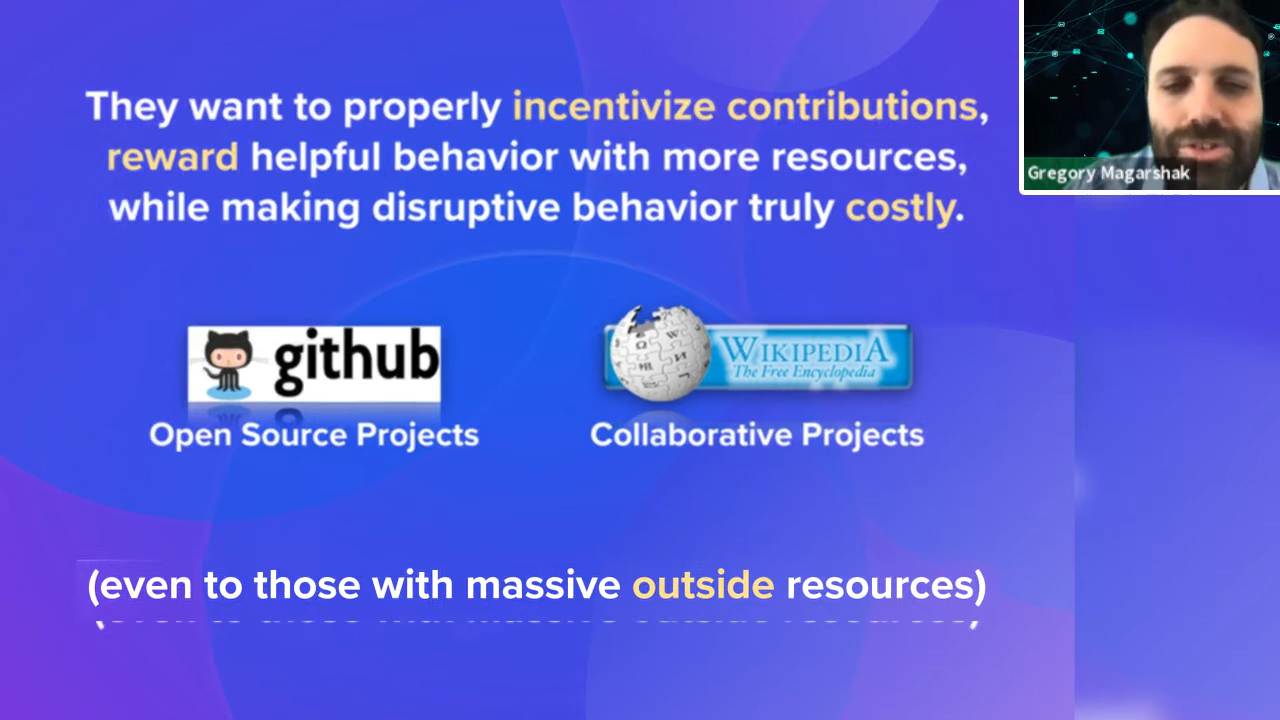 They want to properly incentivize contributions,
reward helpful behavior with more resources,
while making disruptive behavior truly costly.
Gregory Magarshak
github
WIKIPEDIA
The Free Encyclopedia
Open Source Projects
Collaborative Projects
(even to those with massive outside resources)